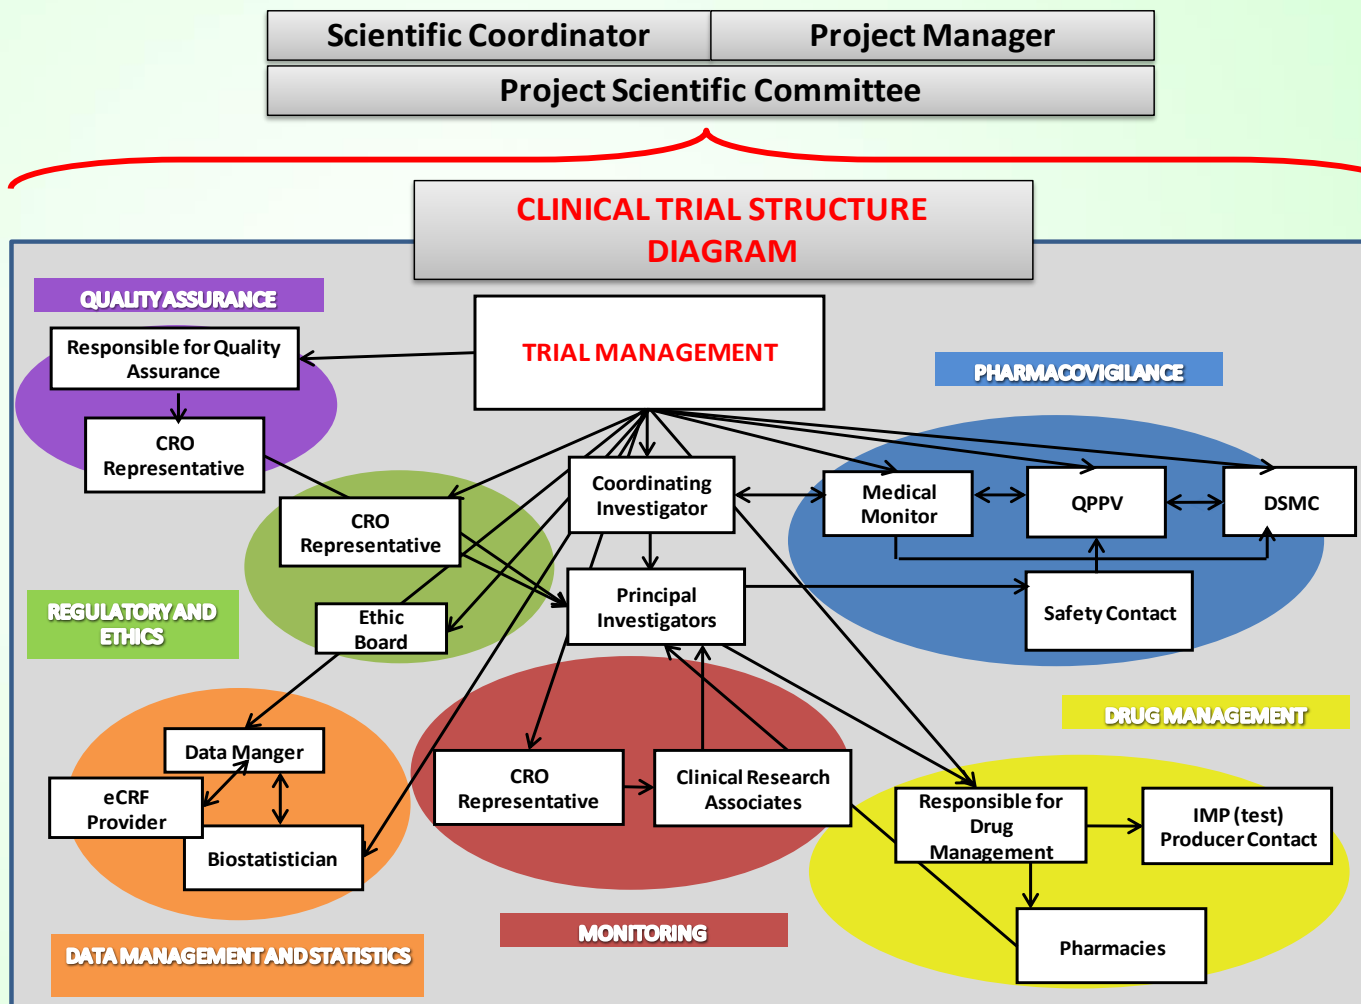 Scientific Coordinator
Project Manager
Project Scientific Committee
CLINICAL TRIAL STRUCTURE
DIAGRAM
QUALITY ASSURANCE
Responsible for Quality
Assurance
CRO
Representative
TRIAL MANAGEMENT
PHARMACOVIGILANCE
Coordinating
Investigator
Medical
Monitor
QPPV
DSMC
CRO
Representative
Principal
Investigators
Safety Contact
REGULATORY AND
ETHICS
Ethic
Board
DRUG MANAGEMENT
Data Manger
eCRF
Provider
Biostatistician
CRO
Representative
Clinical Research
Associates
Responsible for
Drug
Management
IMP (test)
Producer Contact
Pharmacies
MONITORING
DATA MANAGEMENT AND STATISTICS